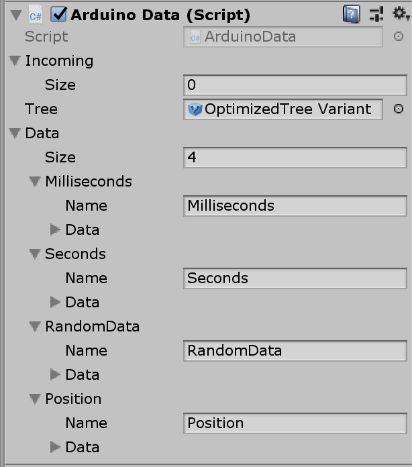 Arduino Data (Script)
Script ArduinoData
Incoming
Size 0
Tree OptimizedTree Variant
Data
Size 4
Milliseconds
Name Milliseconds
Data
Seconds
Name Seconds
Data
RandomData
Name RandomData
Data
Position
Name Position
Data